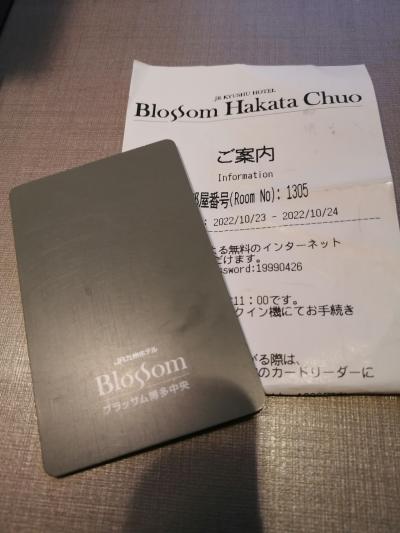 JR KYUSHU HOTEL
Blossom Hakata Chuo
ご案内
Information
部屋番号(Room No): 1305
: 2022/10/23 - 2022/10/24
る無料のインターネット
だけます。
ssword:19990426
11：00です。
クイン機にてお手続き
がる際は、
のカードリーダーに
JR九州ホテル
Blossom
ブラッサム博多中央